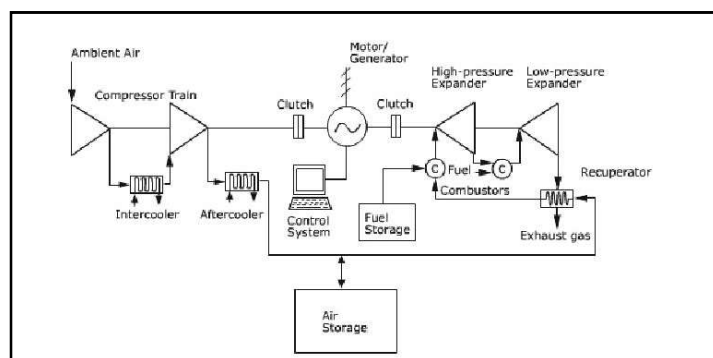 Ambient Air
Compressor Train
Clutch
Motor/
Generator
Clutch
High-pressure
Expander
Low-pressure
Expander
Intercooler
Aftercooler
Control
System
C
Fuel
C
Combustors
Fuel
Storage
Recuperator
Exhaust gas
Air
Storage